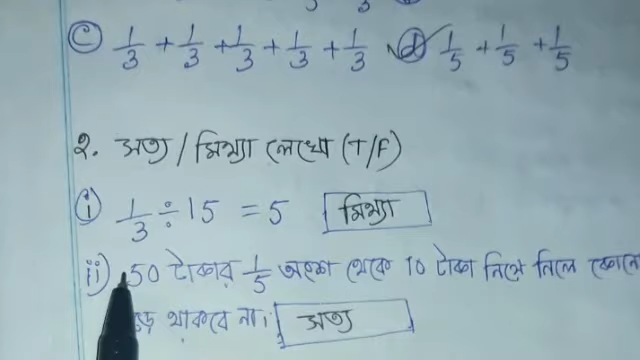 ⓒ 1/3 + 1/3 + 1/3 + 1/3 + 1/3 ⓓ 1/5 + 1/5 + 1/5
২. সত্য / মিথ্যা লেখো (T/F)
ⓘ 1/3 ÷ 15 = 5 মিথ্যা
ii) 50 টাকার 1/5 অংশ থেকে 10 টাকা নিয়ে নিলে
থাকবে না। সত্য